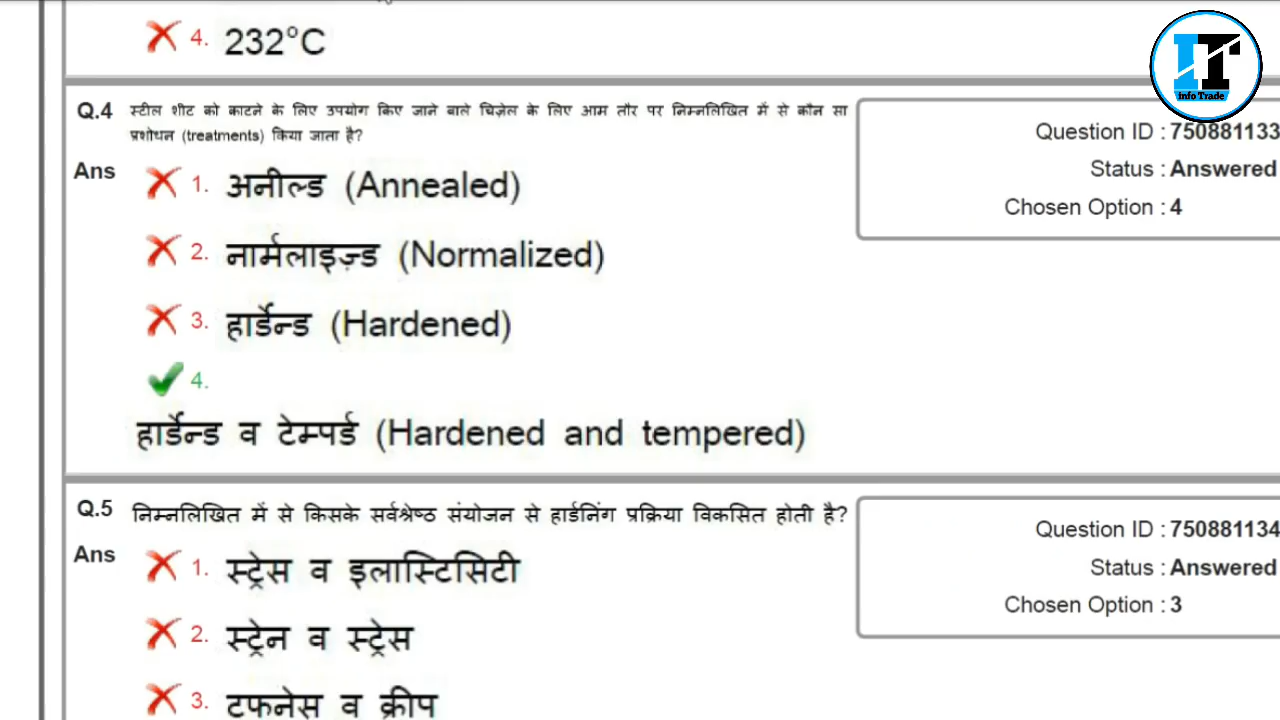 4. 232°C
IT
Info Trade
Q.4 स्टील शीट को काटने के लिए उपयोग किए जाने वाले चिज़ेल के लिए आम तौर पर निम्नलिखित में से कौन सा
प्रशोधन (treatments) किया जाता है?
Question ID : 750881133
Status : Answered
Chosen Option : 4
Ans 1. अनील्ड (Annealed)
2. नार्मलाइज़्ड (Normalized)
3. हार्डेन्ड (Hardened)
4.
हार्डेन्ड व टेम्पर्ड (Hardened and tempered)
Q.5 निम्नलिखित में से किसके सर्वश्रेष्ठ संयोजन से हार्डनिंग प्रक्रिया विकसित होती है?
Question ID : 750881134
Status : Answered
Chosen Option : 3
Ans 1. स्ट्रेस व इलास्टिसिटी
2. स्ट्रेन व स्ट्रेस
3. टफनेस व क्रीप